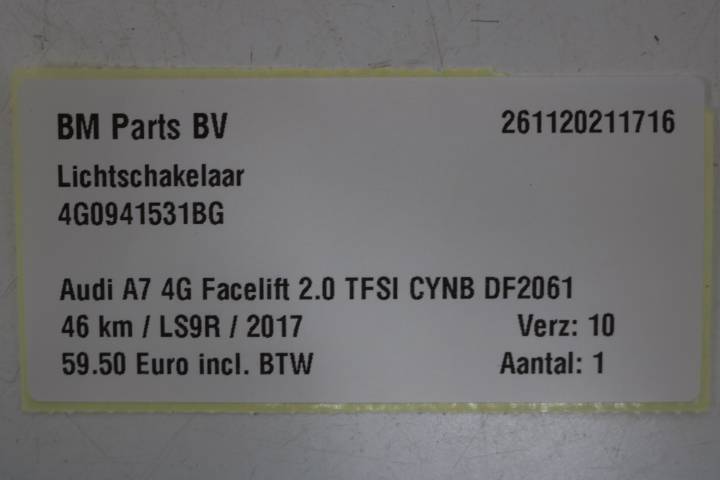 BM Parts BV 261120211716
Lichtschakelaar
4G0941531BG
Audi A7 4G Facelift 2.0 TFSI CYNB DF2061
46 km / LS9R / 2017 Verz: 10
59.50 Euro incl. BTW Aantal: 1